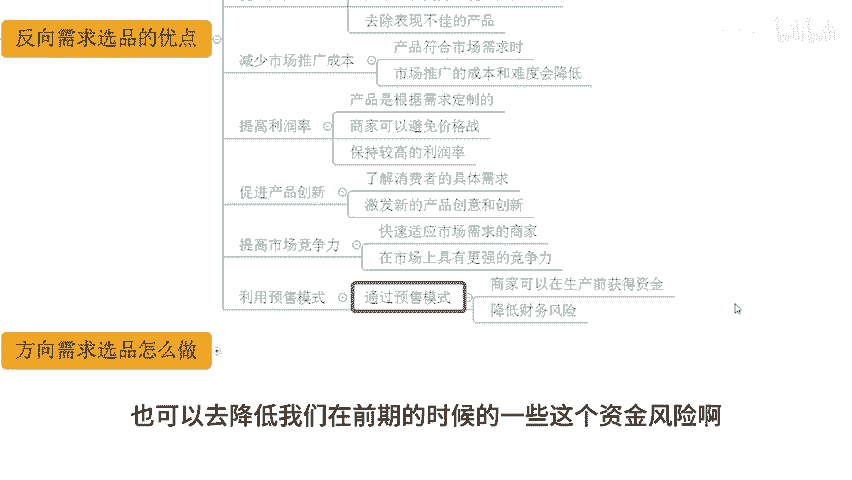 去除表现不佳的产品
反向需求选品的优点
减少市场推广成本
产品符合市场需求时
市场推广的成本和难度会降低
提高利润率
产品是根据需求定制的
商家可以避免价格战
保持较高的利润率
促进产品创新
了解消费者的具体需求
激发新的产品创意和创新
提高市场竞争力
快速适应市场需求的商家
在市场上具有更强的竞争力
利用预售模式
通过预售模式
商家可以在生产前获得资金
降低财务风险
方向需求选品怎么做
也可以去降低我们在前期的时候的一些这个资金风险啊